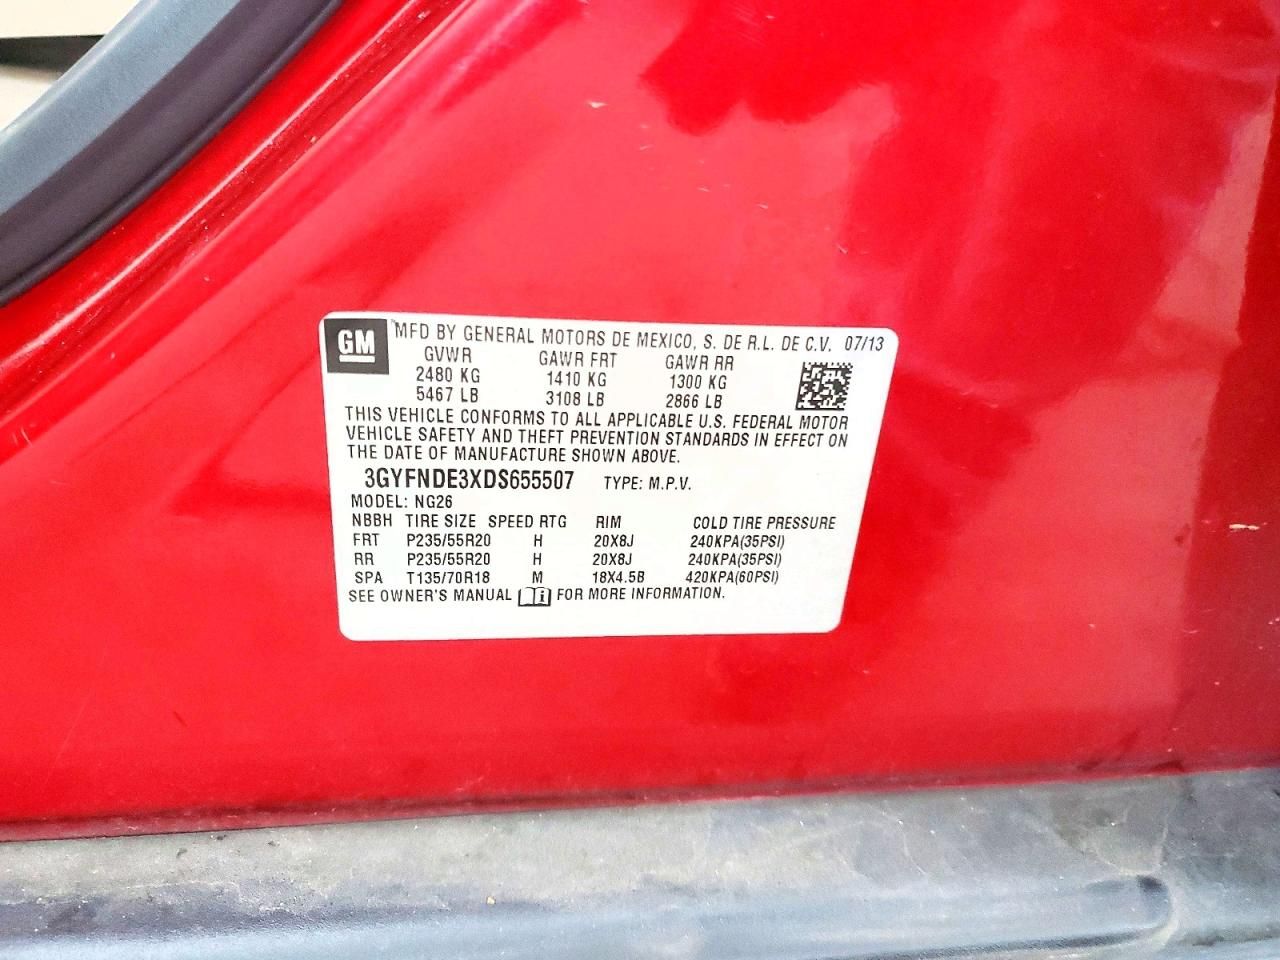 GM MFD BY GENERAL MOTORS DE MEXICO, S. DE R.L. DE C.V. 07/13
GVWR GAWR FRT GAWR RR
2480 KG 1410 KG 1300 KG
5467 LB 3108 LB 2866 LB
THIS VEHICLE CONFORMS TO ALL APPLICABLE U.S. FEDERAL MOTOR
VEHICLE SAFETY AND THEFT PREVENTION STANDARDS IN EFFECT ON
THE DATE OF MANUFACTURE SHOWN ABOVE.
3GYFNDE3XDS655507 TYPE: M.P.V.
MODEL: NG26
NBBH TIRE SIZE SPEED RTG RIM COLD TIRE PRESSURE
FRT P235/55R20 H 20X8J 240KPA(35PSI)
RR P235/55R20 H 20X8J 240KPA(35PSI)
SPA T135/70R18 M 18X4.5B 420KPA(60PSI)
SEE OWNER'S MANUAL i FOR MORE INFORMATION.